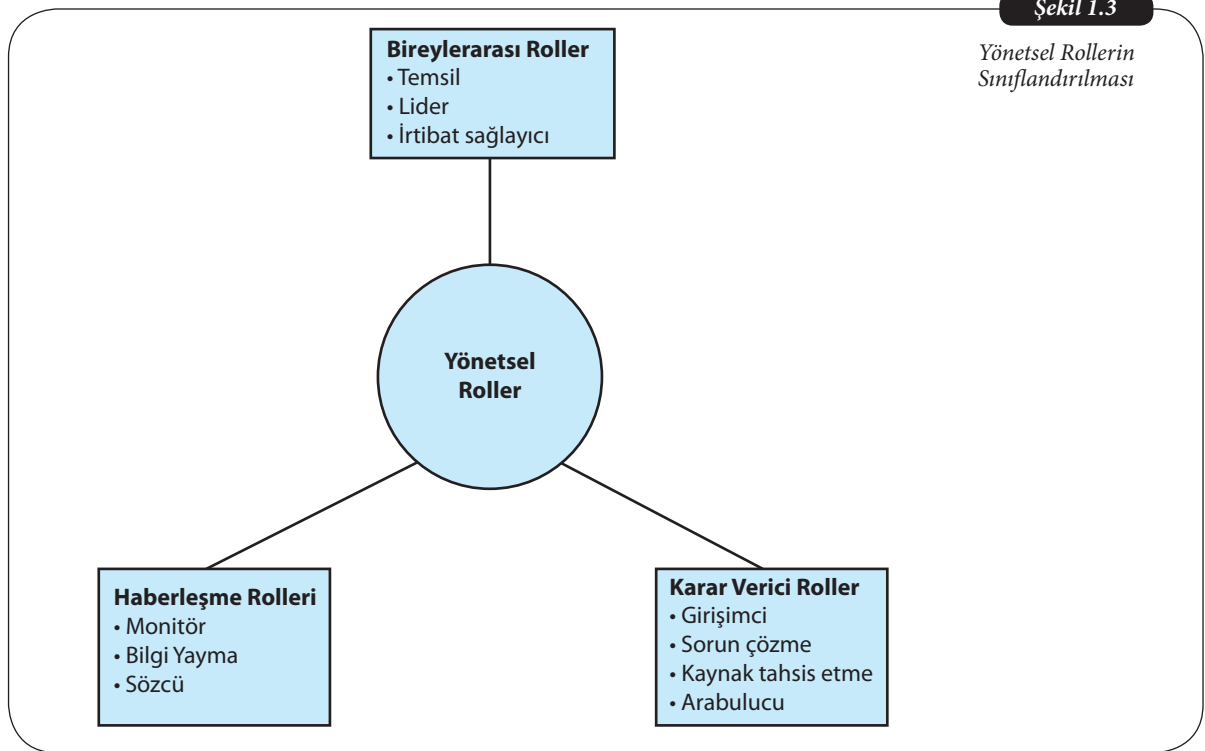 Şekil 1.3
Yönetsel Rollerin
Sınıflandırılması
Bireylerarası Roller
• Temsil
• Lider
• İrtibat sağlayıcı
Yönetsel
Roller
Haberleşme Rolleri
• Monitör
• Bilgi Yayma
• Sözcü
Karar Verici Roller
• Girişimci
• Sorun çözme
• Kaynak tahsis etme
• Arabulucu